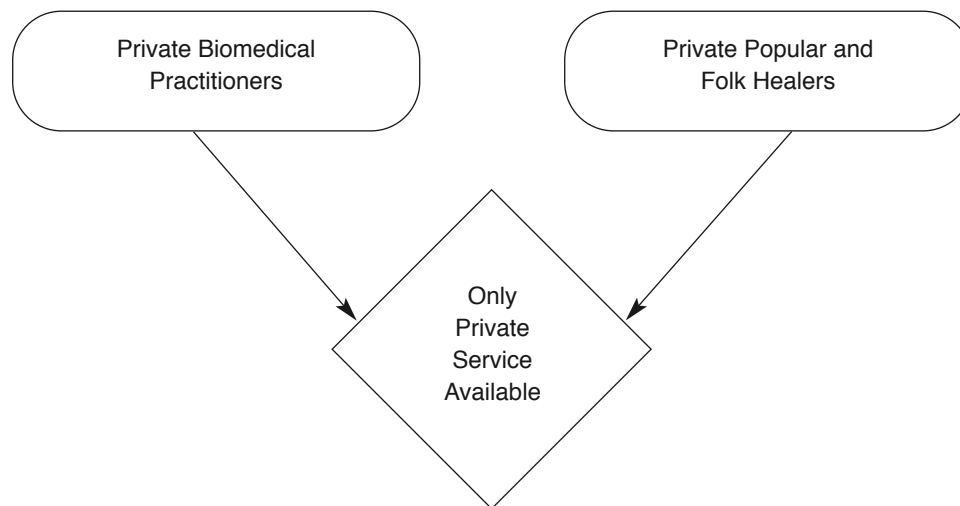 Private Biomedical
Practitioners
Private Popular and
Folk Healers
Only
Private
Service
Available